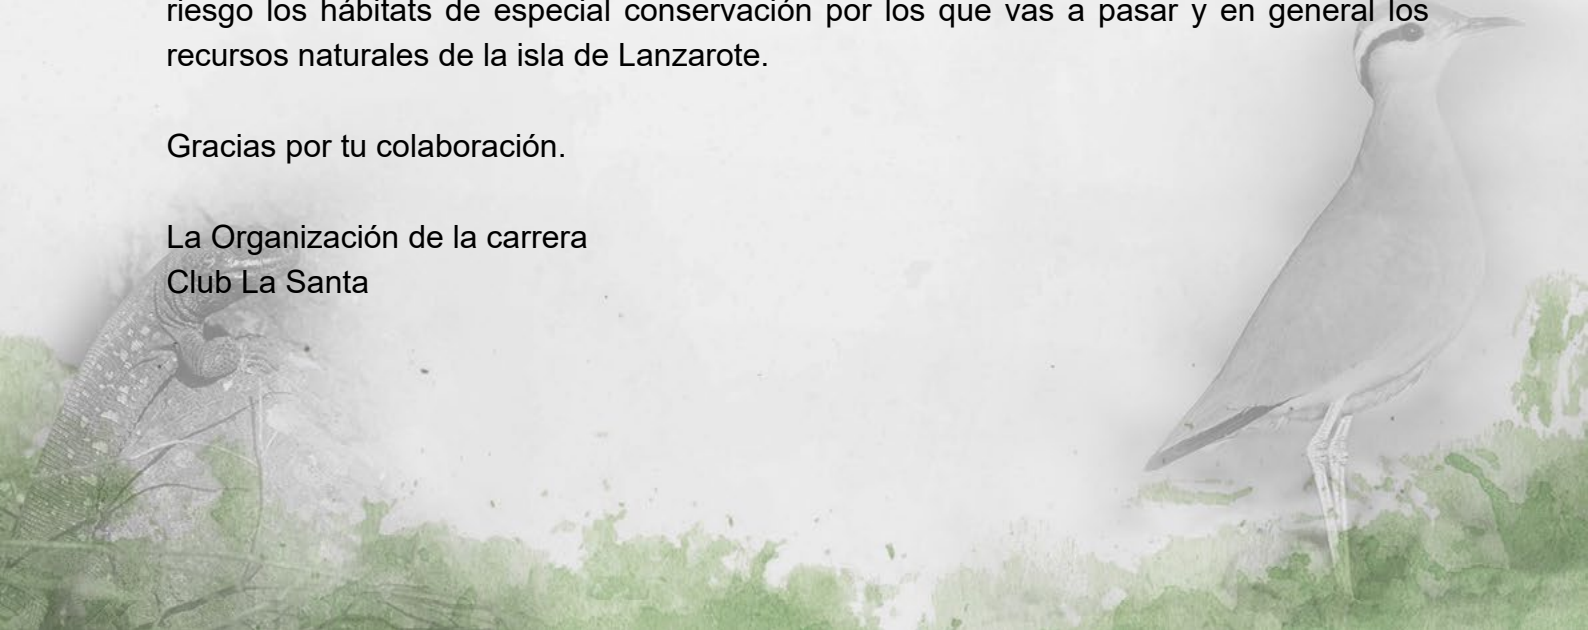 riesgo los hábitats de especial conservación por los que vas a pasar y en general los
recursos naturales de la isla de Lanzarote.
Gracias por tu colaboración.
La Organización de la carrera
Club La Santa